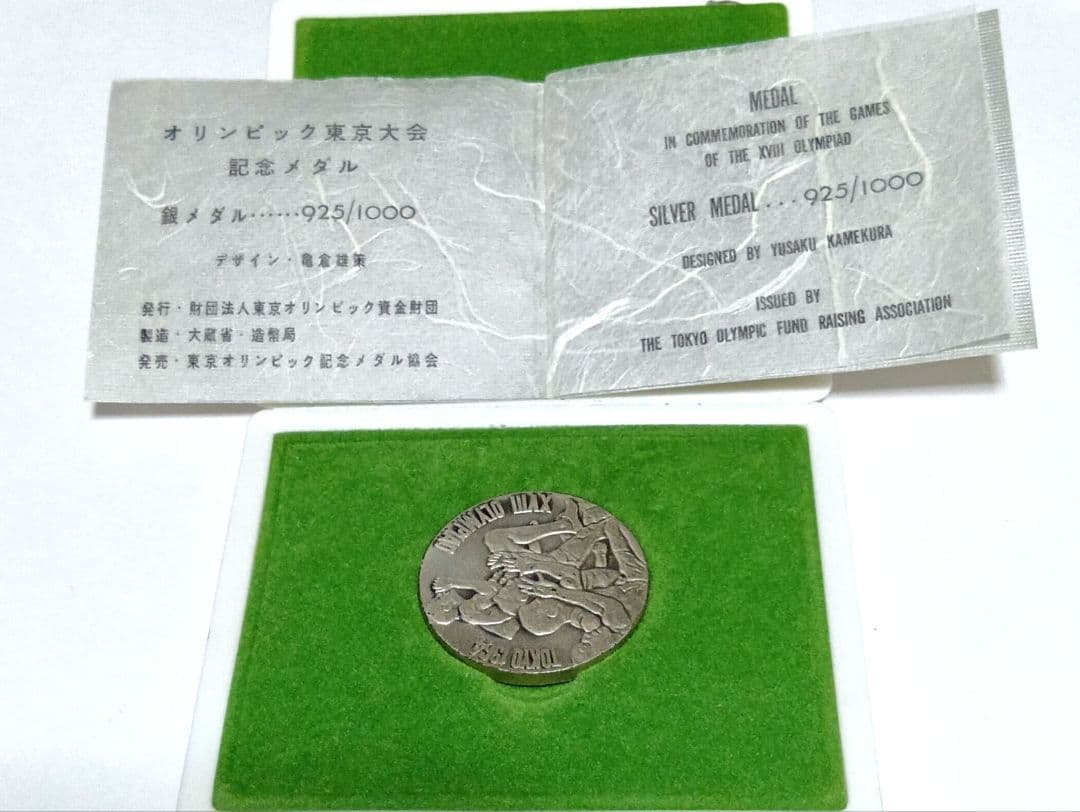 オリンピック東京大会
記念メダル
銀メダル‥‥‥925/1000
デザイン・亀倉雄策
発行・財団法人東京オリンピック資金財団
製造・大蔵省・造幣局
発売・東京オリンピック記念メダル協会
MEDAL
IN COMMEMORATION OF THE GAMES
OF THE XVIII OLYMPIAD
SILVER MEDAL...925/1000
DESIGNED BY YUSAKU KAMEKURA
ISSUED BY
THE TOKYO OLYMPIC FUND RAISING ASSOCIATION
XVIII OLYMPIAD
TOKYO 1964